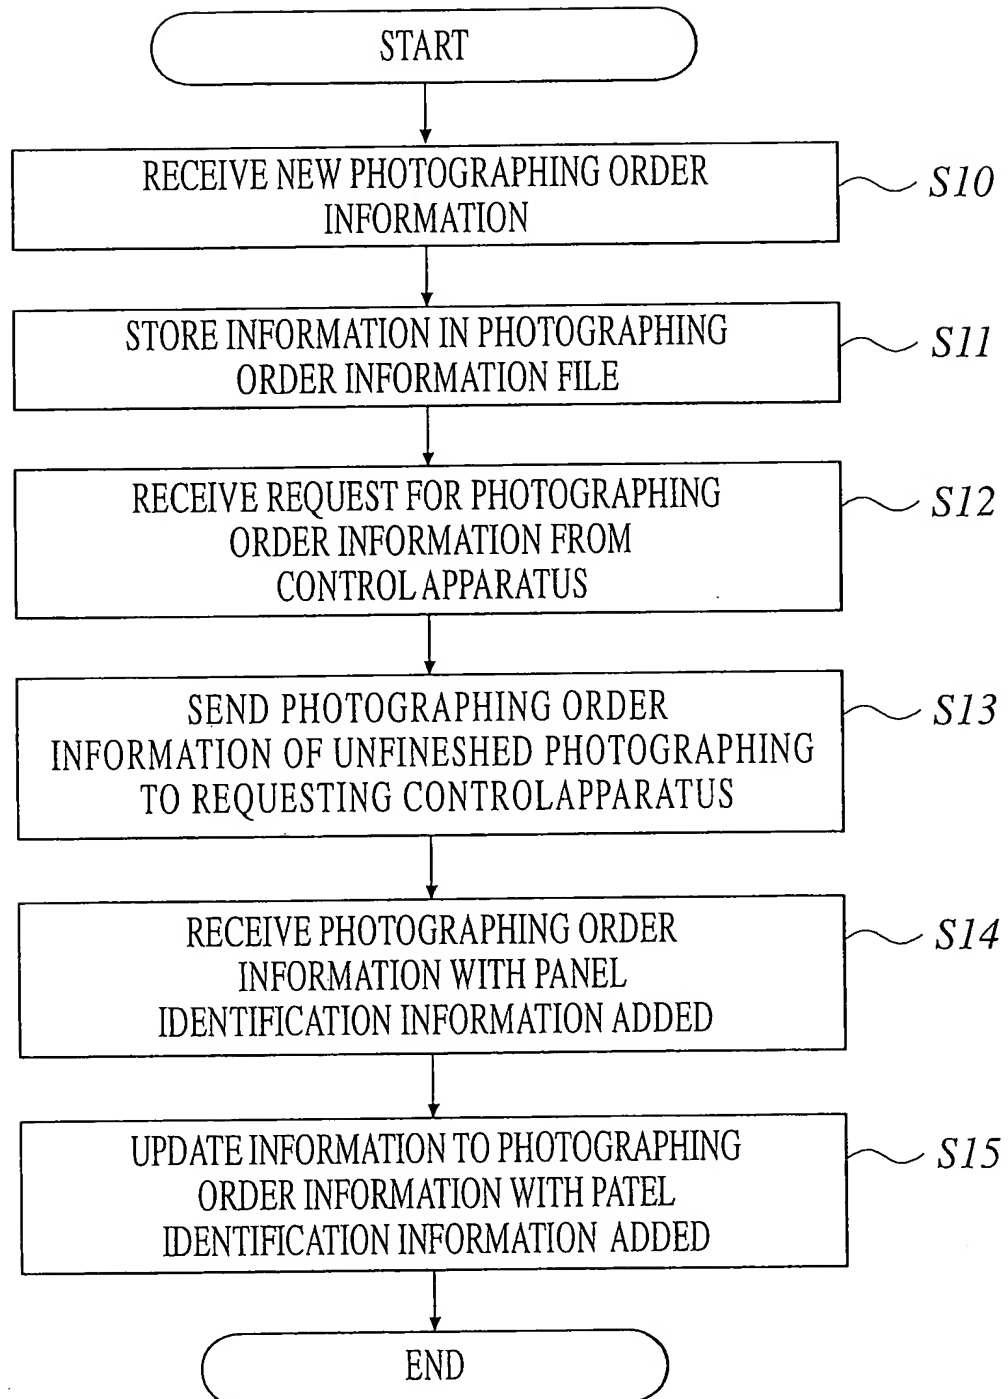 START
RECEIVE NEW PHOTOGRAPHING ORDER
INFORMATION
S10
STORE INFORMATION IN PHOTOGRAPHING
ORDER INFORMATION FILE
S11
RECEIVE REQUEST FOR PHOTOGRAPHING
ORDER INFORMATION FROM
CONTROL APPARATUS
S12
SEND PHOTOGRAPHING ORDER
INFORMATION OF UNFINESHED PHOTOGRAPHING
TO REQUESTING CONTROLAPPARATUS
S13
RECEIVE PHOTOGRAPHING ORDER
INFORMATION WITH PANEL
IDENTIFICATION INFORMATION ADDED
S14
UPDATE INFORMATION TO PHOTOGRAPHING
ORDER INFORMATION WITH PATEL
IDENTIFICATION INFORMATION ADDED
S15
END